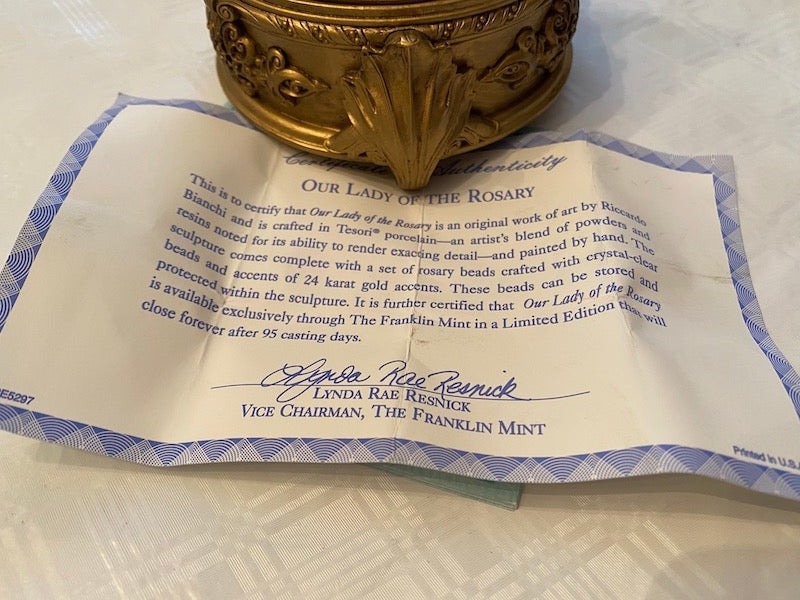 Certificate Authenticity
OUR LADY OF THE ROSARY
This is to certify that Our Lady of the Rosary is an original work of art by Riccardo
Bianchi and is crafted in Tesori® porcelain—an artist's blend of powders and
resins noted for its ability to render exacting detail—and painted by hand. The
sculpture comes complete with a set of rosary beads crafted with crystal-clear
beads and accents of 24 karat gold accents. These beads can be stored and
protected within the sculpture. It is further certified that Our Lady of the Rosary
is available exclusively through The Franklin Mint in a Limited Edition that will
close forever after 95 casting days.
Lynda Rae Resnick
LYNDA RAE RESNICK
VICE CHAIRMAN, THE FRANKLIN MINT
E5297
Printed in U.S.A